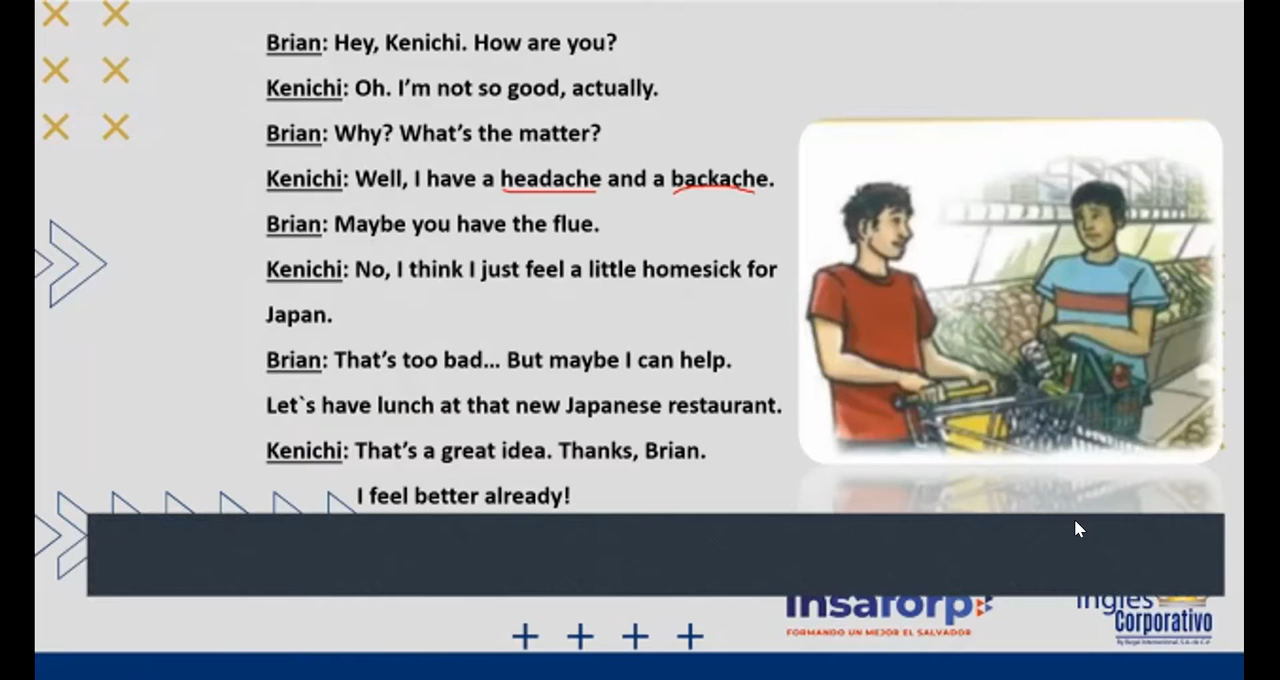 Brian: Hey, Kenichi. How are you?
Kenichi: Oh. I'm not so good, actually.
Brian: Why? What's the matter?
Kenichi: Well, I have a headache and a backache.
Brian: Maybe you have the flue.
Kenichi: No, I think I just feel a little homesick for
Japan.
Brian: That's too bad... But maybe I can help.
Let`s have lunch at that new Japanese restaurant.
Kenichi: That's a great idea. Thanks, Brian.
I feel better already!
Insaforp
FORMANDO UN MEJOR EL SALVADOR
Inglés
Corporativo